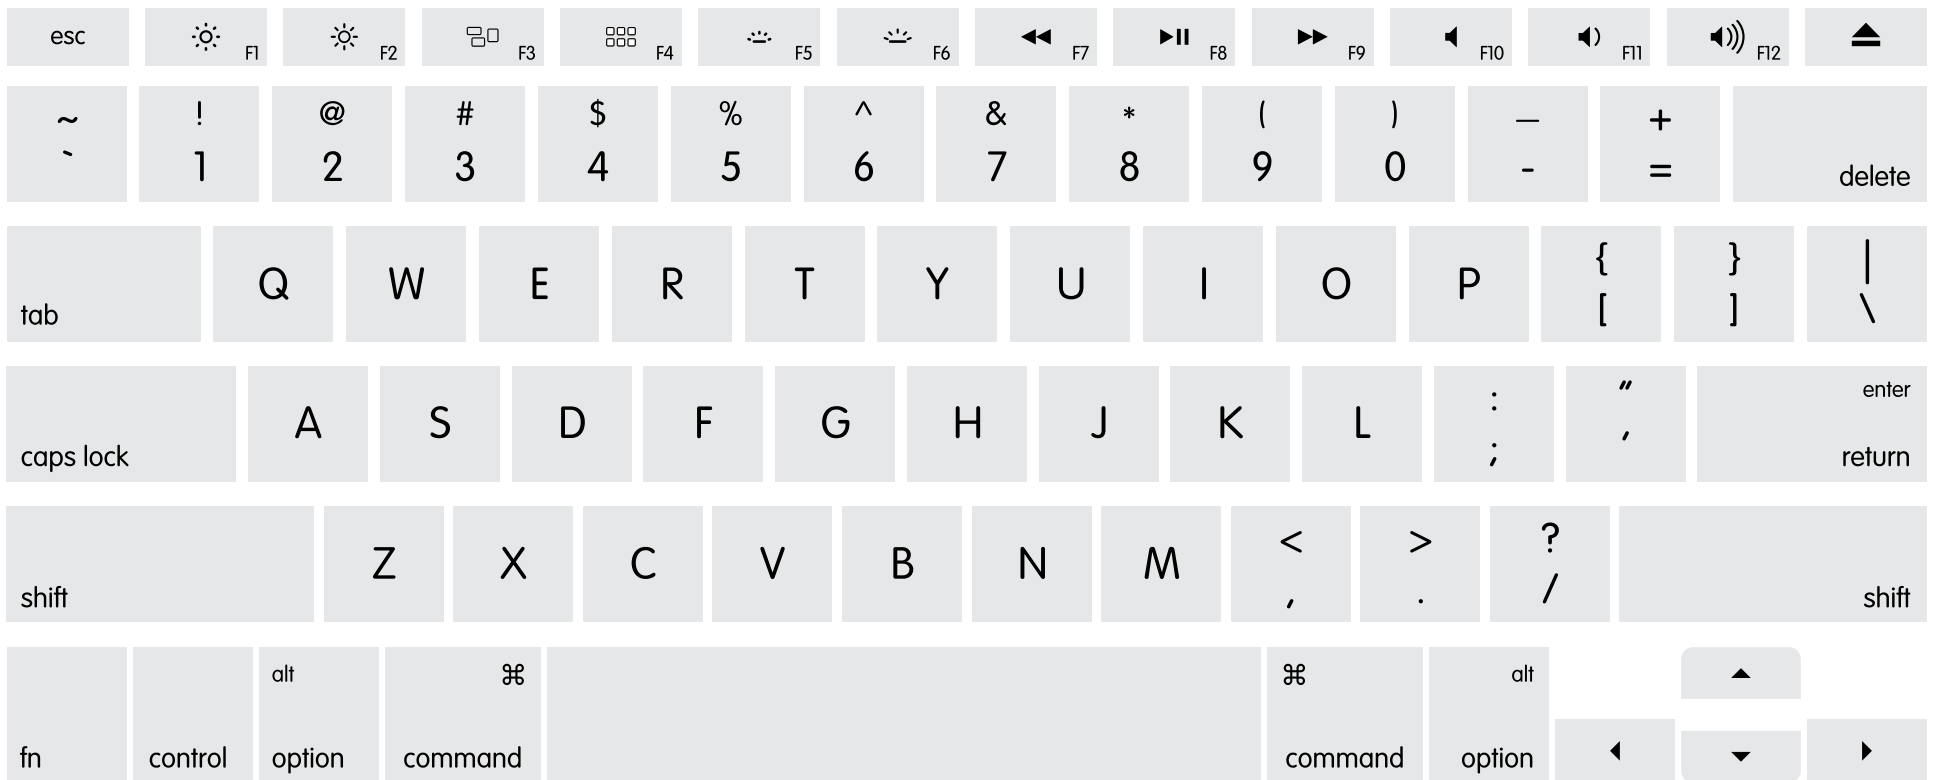 esc F1 F2 F3 F4 F5 F6 F7 F8 F9 F10 F11 F12
~ ! @ # $ % ^ & * ( ) — +
` 1 2 3 4 5 6 7 8 9 0 - = delete
tab Q W E R T Y U I O P { } |
[ ] \
caps lock A S D F G H J K L : " enter
; ' return
shift Z X C V B N M < > ? shift
, . /
alt ⌘ ⌘ alt
fn control option command command option